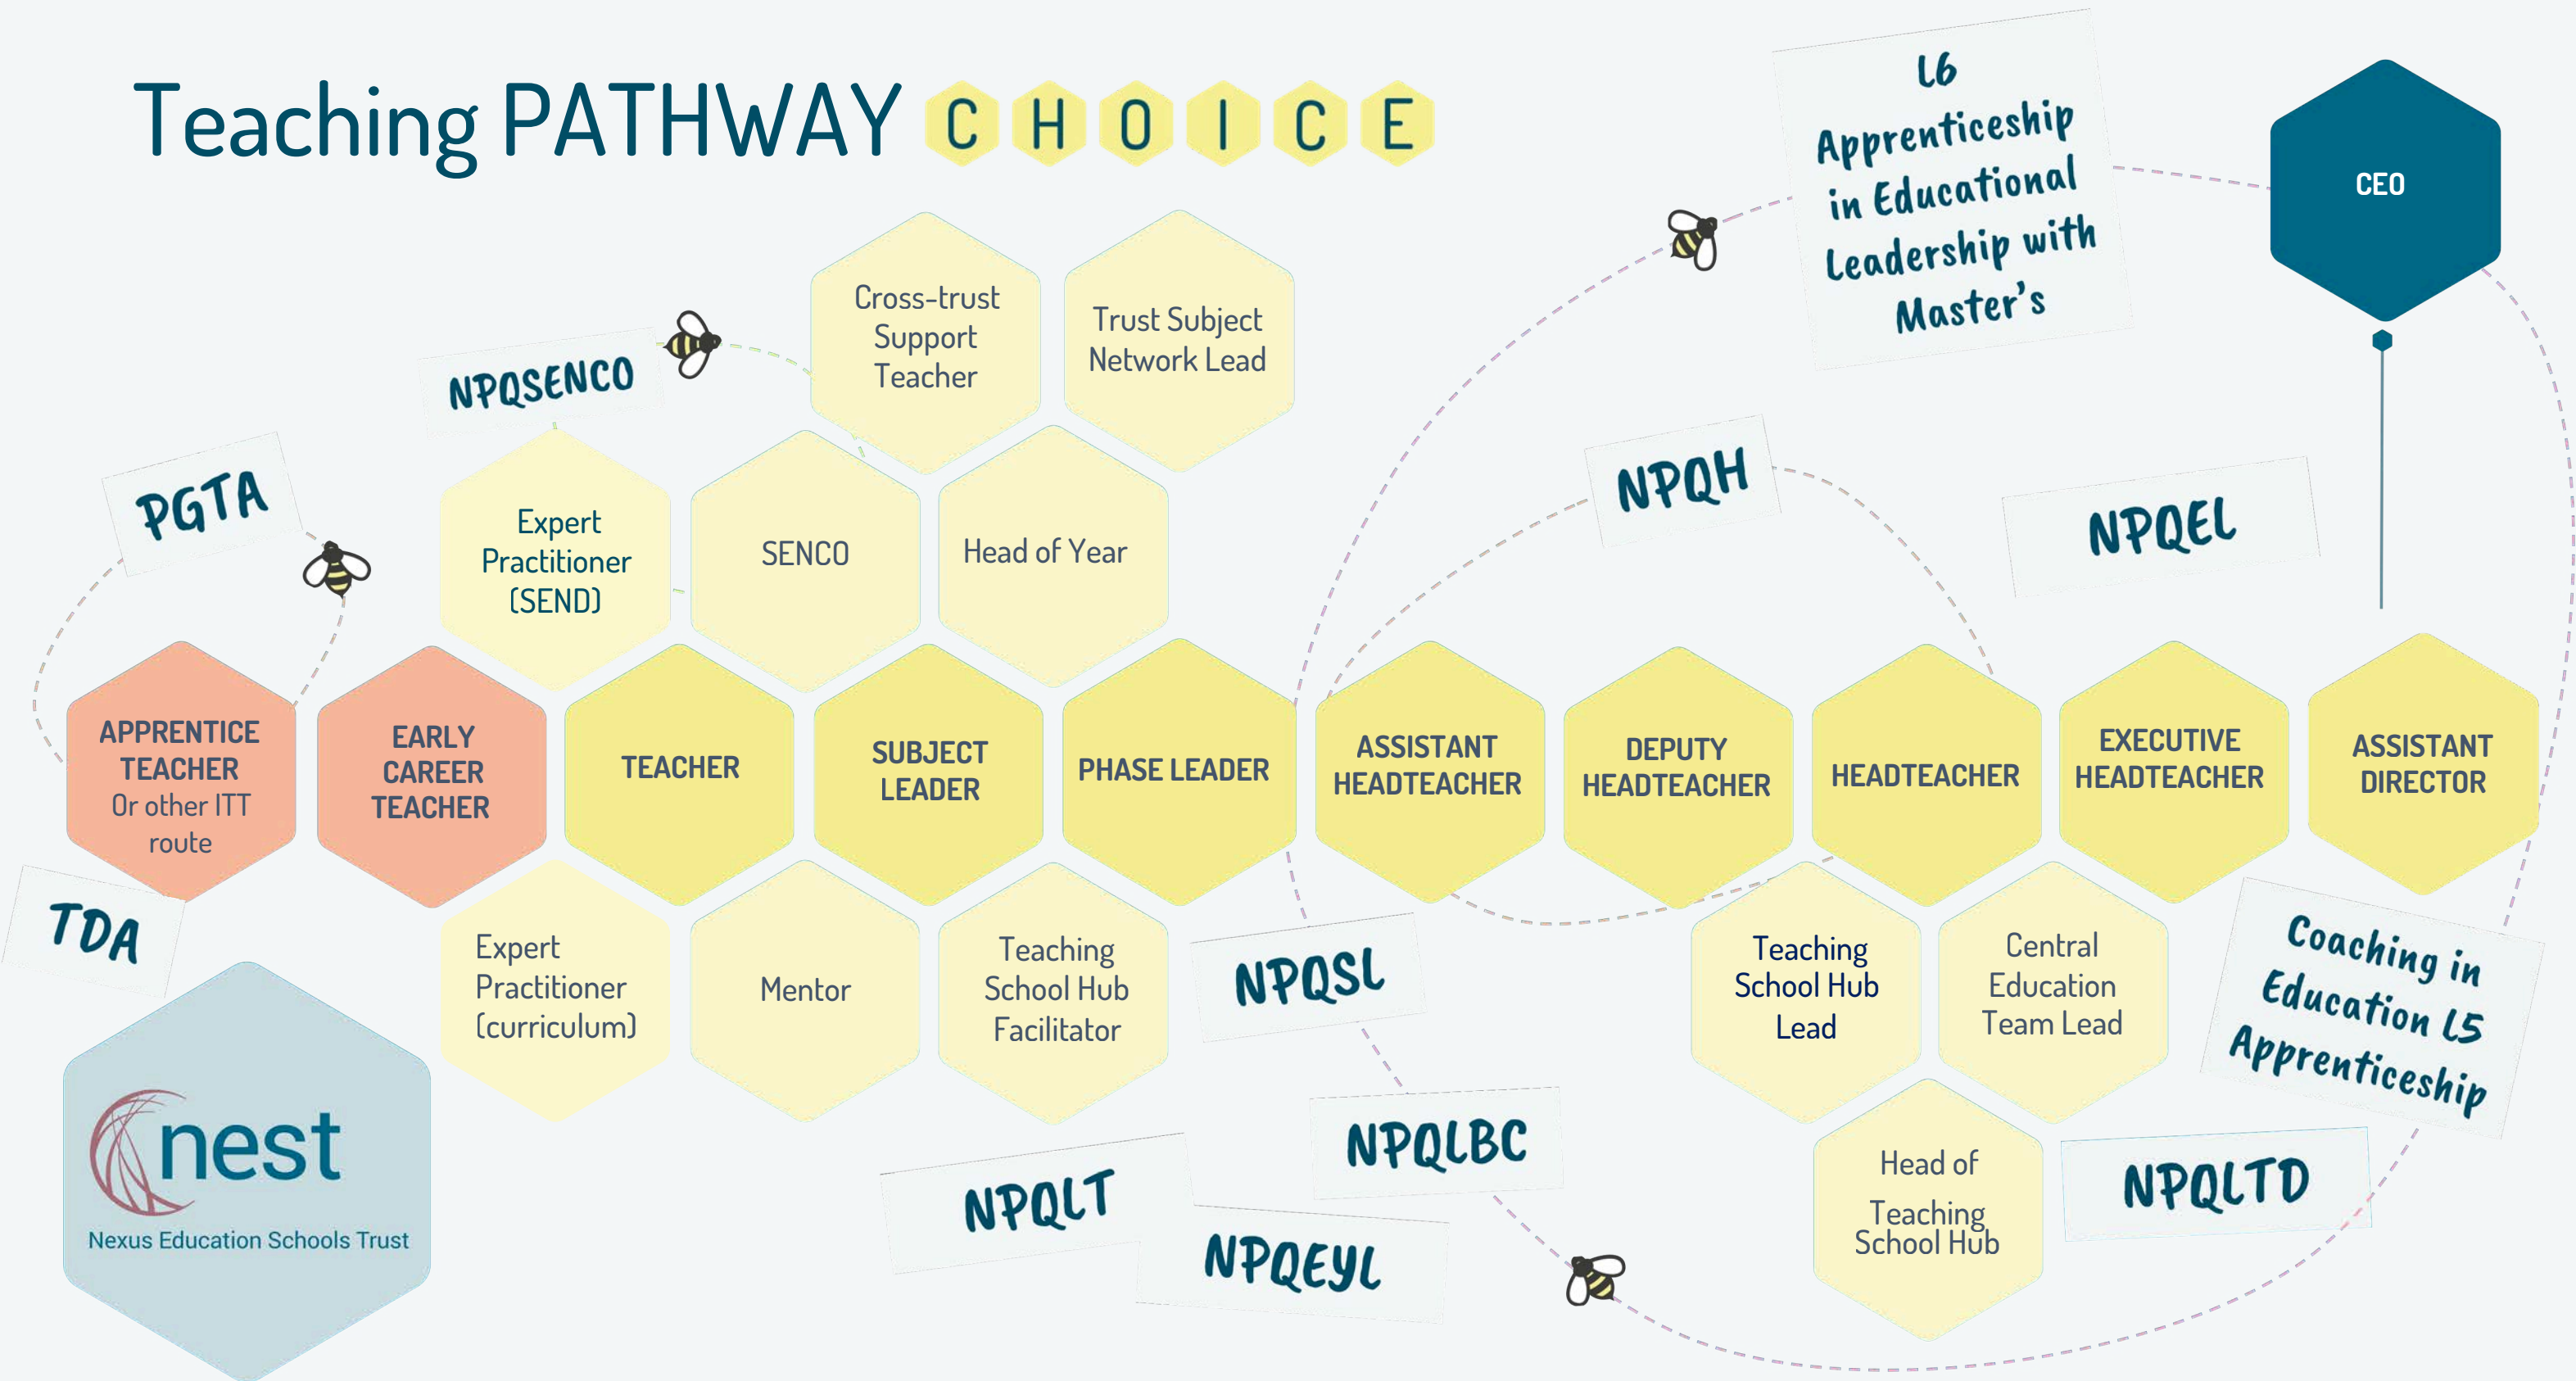 Teaching PATHWAY CHOICE
L6
Apprenticeship
in Educational
Leadership with
Master's
CEO
Cross-trust
Support
Teacher
Trust Subject
Network Lead
NPQSENCO
PGTA
Expert
Practitioner
(SEND)
SENCO
Head of Year
NPQH
NPQEL
APPRENTICE
TEACHER
Or other ITT
route
EARLY
CAREER
TEACHER
TEACHER
SUBJECT
LEADER
PHASE LEADER
ASSISTANT
HEADTEACHER
DEPUTY
HEADTEACHER
HEADTEACHER
EXECUTIVE
HEADTEACHER
ASSISTANT
DIRECTOR
TDA
Expert
Practitioner
(curriculum)
Mentor
Teaching
School Hub
Facilitator
NPQSL
Teaching
School Hub
Lead
Central
Education
Team Lead
Coaching in
Education L5
Apprenticeship
NPQLBC
NPQLT
NPQEYL
Head of
Teaching
School Hub
NPQLTD
nest
Nexus Education Schools Trust